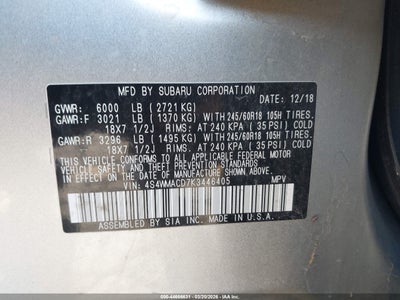 MFD BY SUBARU CORPORATION
DATE: 12/18
GVWR: 6000 LB (2721 KG)
GAWR:F 3021 LB (1370 KG) WITH 245/60R18 105H TIRES.
18X7 1/2J RIMS: AT 240 KPA (35 PSI) COLD
GAWR:R 3296 LB (1495 KG) WITH 245/60R18 105H TIRES.
18X7 1/2J RIMS: AT 240 KPA (35 PSI) COLD
THIS VEHICLE CONFORMS TO ALL APPLICABLE FEDERAL MOTOR
VEHICLE SAFETY, BUMPER, AND THEFT PREVENTION
STANDARDS IN EFFECT ON THE DATE OF
MANUFACTURE SHOWN ABOVE.
VIN: 4S4WMACD7K3446405 MPV
ASSEMBLED BY SIA INC. IN U.S.A.